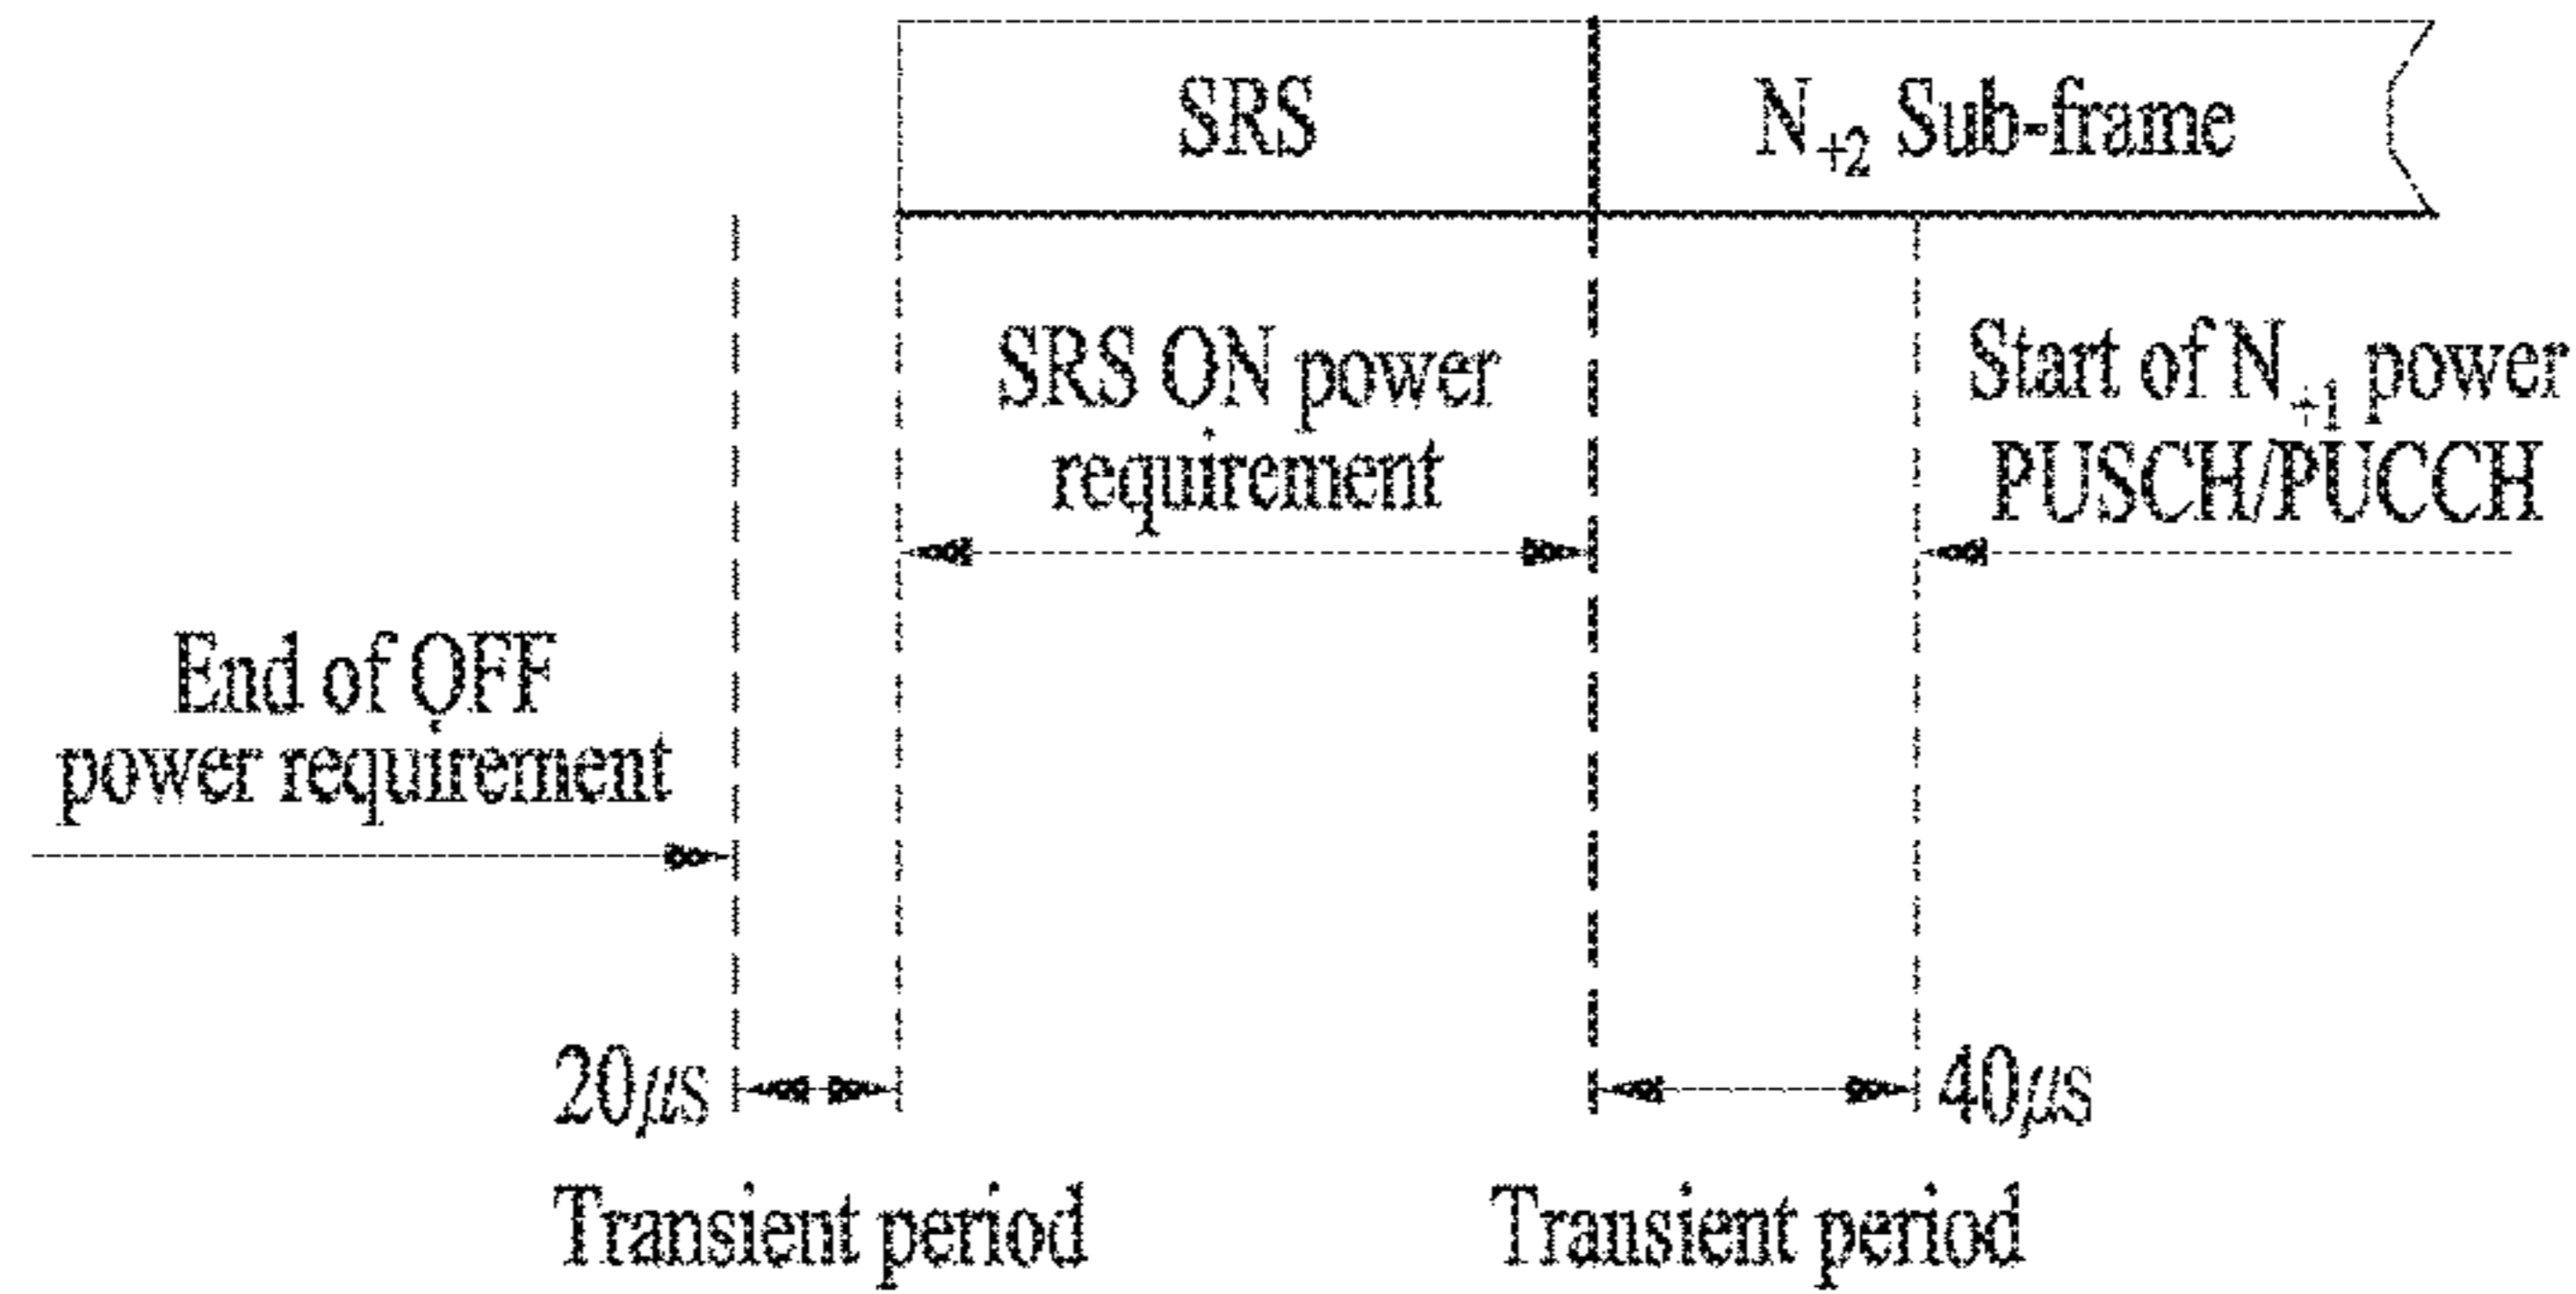 SRS
N+2 Sub-frame
SRS ON power
requirement
Start of N+1 power
PUSCH/PUCCH
End of OFF
power requirement
20μs
40μs
Transient period
Transient period